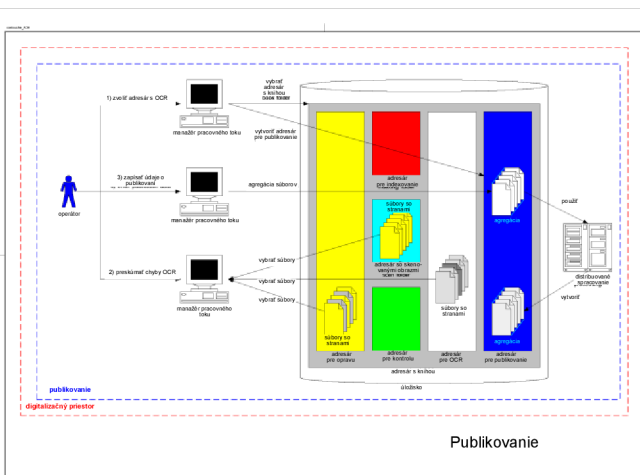 1) zvoliť adresár s OCR
manažér pracovného toku
vybrať
adresár
s knihou
vytvoriť adresár
pre publikovanie
3) zapísať údaje o
publikovaní
operátor
manažér pracovného toku
agregácia súborov
2) preskúmať chyby OCR
manažér pracovného
toku
vybrať súbory
vybrať súbory
vybrať súbory
adresár
pre indexovanie
súbory so
stranami
adresár so skeno-
vanými obrazmi
súbory so
stranami
súbory so
stranami
agregácia
agregácia
adresár
pre opravu
adresár
pre kontrolu
adresár
pre OCR
adresár
pre publikovanie
adresár s knihou
úložisko
použiť
distribuované
spracovanie
vytvoriť
publikovanie
digitalizačný priestor
Publikovanie